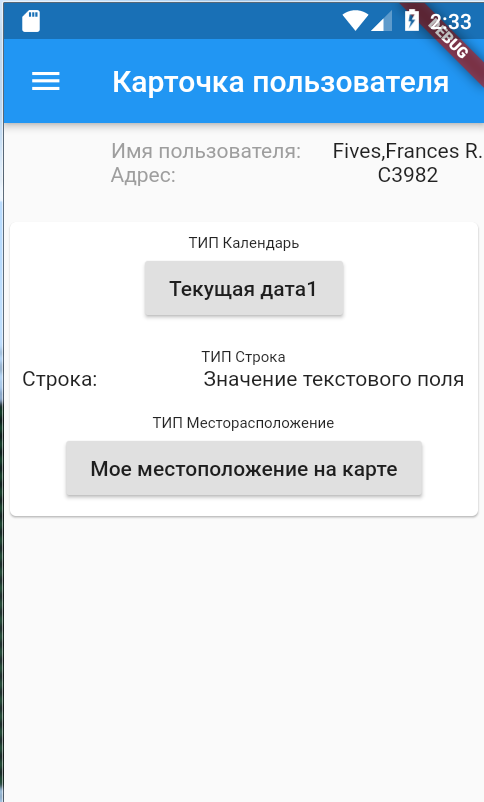 2:33
DEBUG
Карточка пользователя
Имя пользователя: Fives,Frances R.
Адрес: C3982
ТИП Календарь
Текущая дата1
ТИП Строка
Строка: Значение текстового поля
ТИП Месторасположение
Мое местоположение на карте